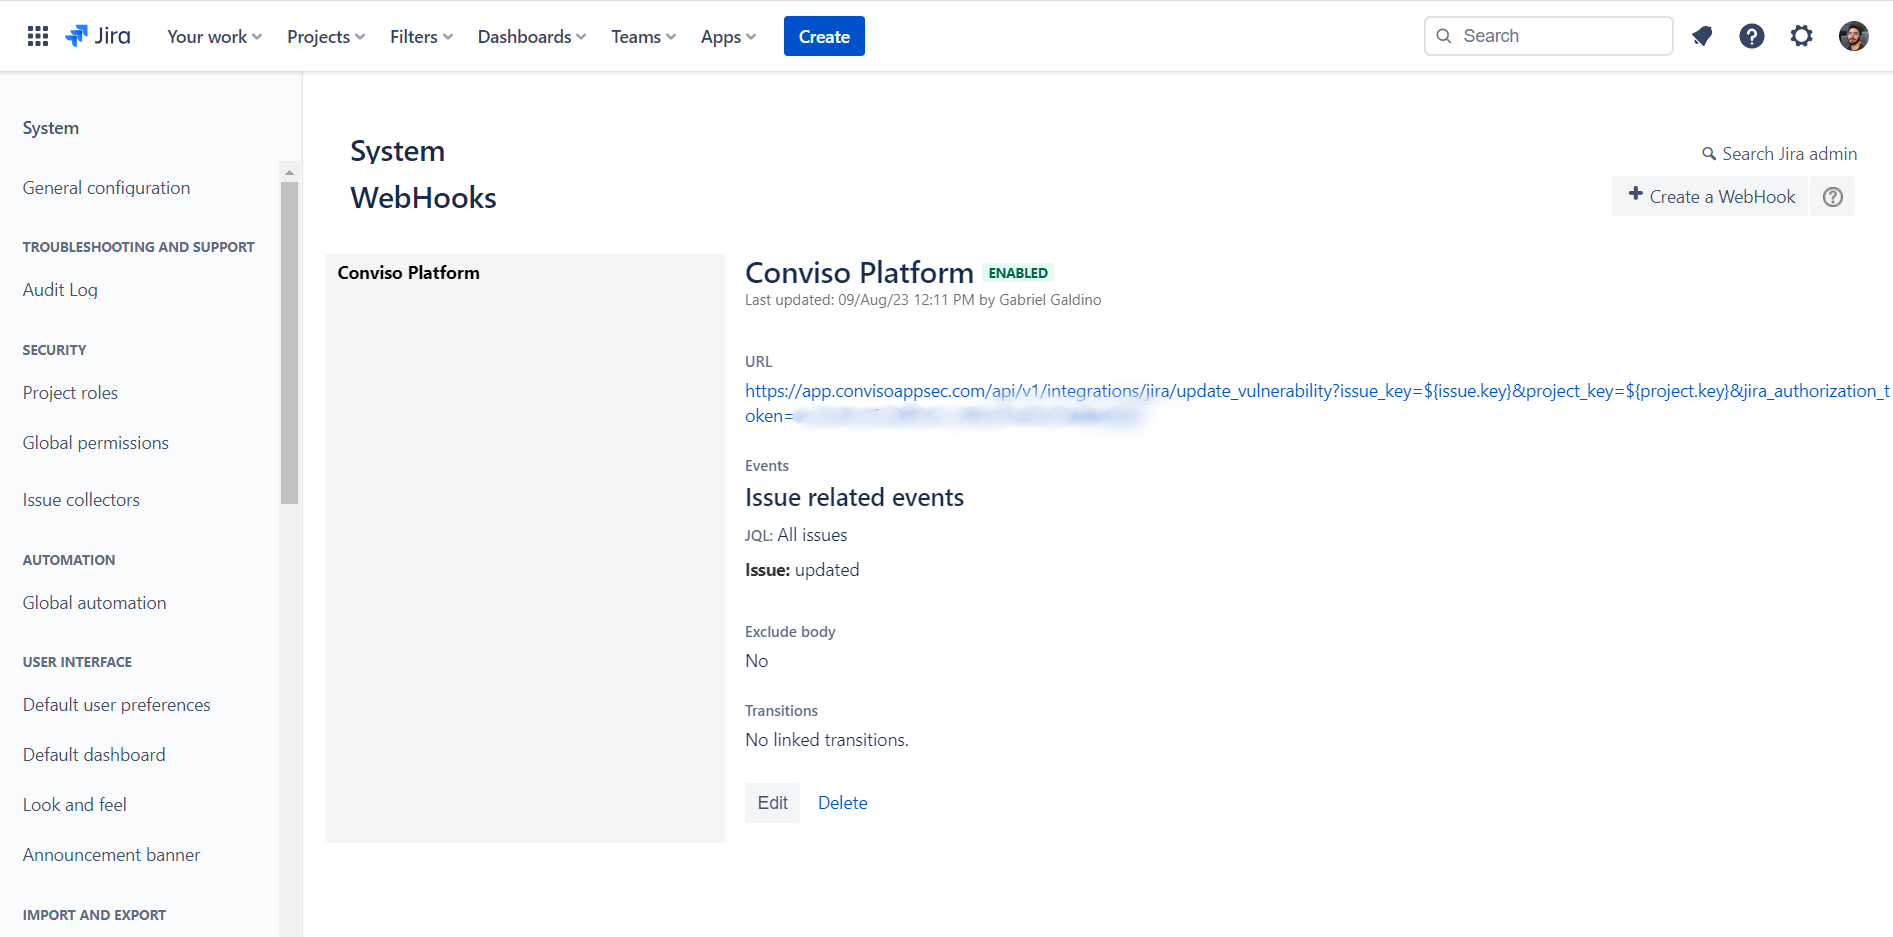 Jira Your work Projects Filters Dashboards Teams Apps Create Search
System
General configuration
TROUBLESHOOTING AND SUPPORT
Audit Log
SECURITY
Project roles
Global permissions
Issue collectors
AUTOMATION
Global automation
USER INTERFACE
Default user preferences
Default dashboard
Look and feel
Announcement banner
IMPORT AND EXPORT
System
Search Jira admin
WebHooks
Create a WebHook
Conviso Platform
Conviso Platform ENABLED
Last updated: 09/Aug/23 12:11 PM by Gabriel Galdino
URL
https://app.convisoappsec.com/api/v1/integrations/jira/update_vulnerability?issue_key=${issue.key}&project_key=${project.key}&jira_authorization_t
oken=
Events
Issue related events
JQL: All issues
Issue: updated
Exclude body
No
Transitions
No linked transitions.
Edit Delete